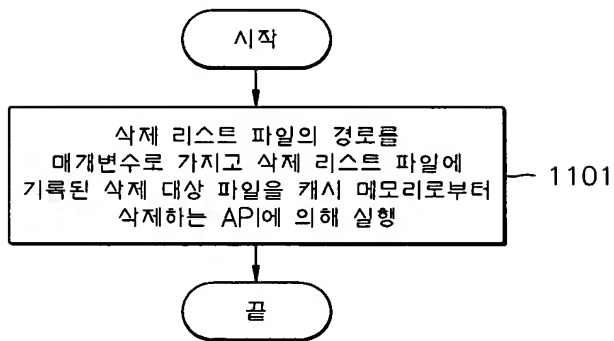 시작
삭제 리스트 파일의 경로를
매개변수로 가지고 삭제 리스트 파일에
기록된 삭제 대상 파일을 캐시 메모리로부터
삭제하는 API에 의해 실행
1101
끝